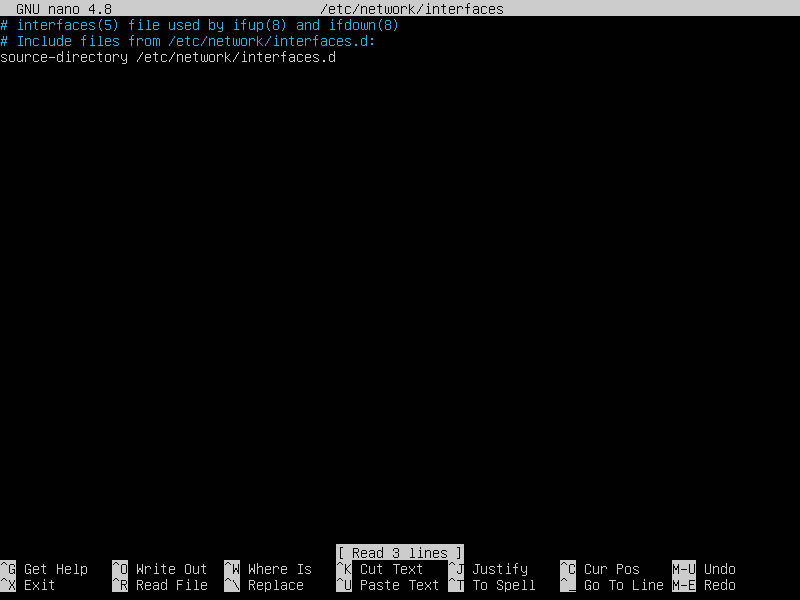 GNU nano 4.8 /etc/network/interfaces
# interfaces(5) file used by ifup(8) and ifdown(8)
# Include files from /etc/network/interfaces.d:
source-directory /etc/network/interfaces.d
[ Read 3 lines ]
^G Get Help ^O Write Out ^W Where Is ^K Cut Text ^J Justify ^C Cur Pos M-U Undo
^X Exit ^R Read File ^\ Replace ^U Paste Text ^T To Spell ^_ Go To Line M-E Redo